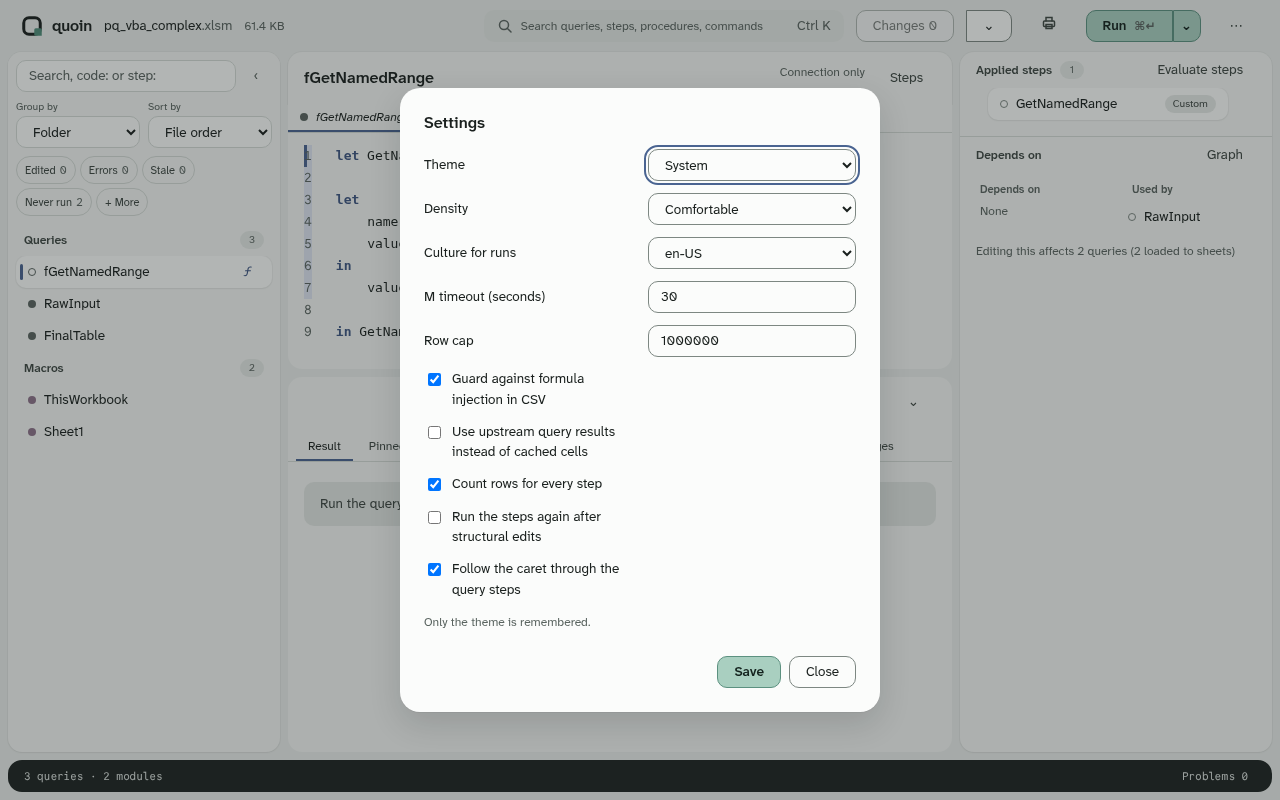 quoin pq_vba_complex.xlsm 61.4 KB
Search queries, steps, procedures, commands Ctrl K
Changes 0
Run ⌘↵
Search, code: or step:
Group by
Sort by
Folder
File order
Edited 0
Errors 0
Stale 0
Never run 2
+ More
Queries 3
fGetNamedRange ƒ
RawInput
FinalTable
Macros 2
ThisWorkbook
Sheet1
fGetNamedRange
Connection only
Steps
fGetNamedRang
1 let GetN
2
3 let
4 name
5 value
6 in
7 valu
8
9 in GetNa
Result
Pinne
ges
Run the query
Settings
Theme
System
Density
Comfortable
Culture for runs
en-US
M timeout (seconds)
30
Row cap
1000000
Guard against formula
injection in CSV
Use upstream query results
instead of cached cells
Count rows for every step
Run the steps again after
structural edits
Follow the caret through the
query steps
Only the theme is remembered.
Save
Close
Applied steps 1
Evaluate steps
GetNamedRange
Custom
Depends on
Graph
Depends on
Used by
None
RawInput
Editing this affects 2 queries (2 loaded to sheets)
3 queries · 2 modules
Problems 0